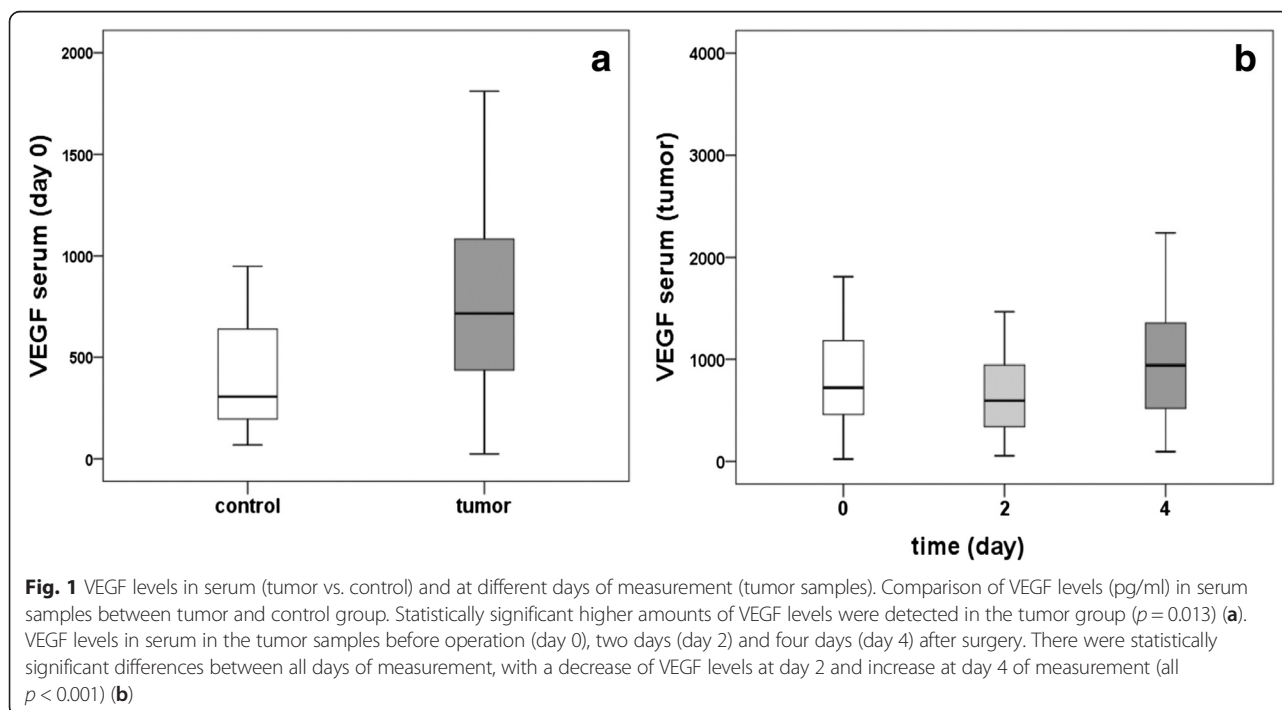 a
2000
1500
1000
500
0
VEGF serum (day 0)
control tumor
b
4000
3000
2000
1000
0
VEGF serum (tumor)
0 2 4
time (day)
Fig. 1 VEGF levels in serum (tumor vs. control) and at different days of measurement (tumor samples). Comparison of VEGF levels (pg/ml) in serum
samples between tumor and control group. Statistically significant higher amounts of VEGF levels were detected in the tumor group (p = 0.013) (a).
VEGF levels in serum in the tumor samples before operation (day 0), two days (day 2) and four days (day 4) after surgery. There were statistically
significant differences between all days of measurement, with a decrease of VEGF levels at day 2 and increase at day 4 of measurement (all
p < 0.001) (b)